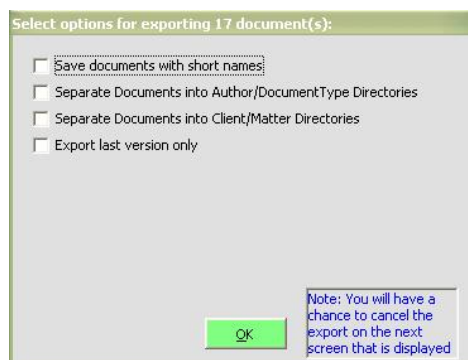 Select options for exporting 17 document(s):
Save documents with short names
Separate Documents into Author/DocumentType Directories
Separate Documents into Client/Matter Directories
Export last version only
Note: You will have a
chance to cancel the
export on the next
screen that is displayed
OK